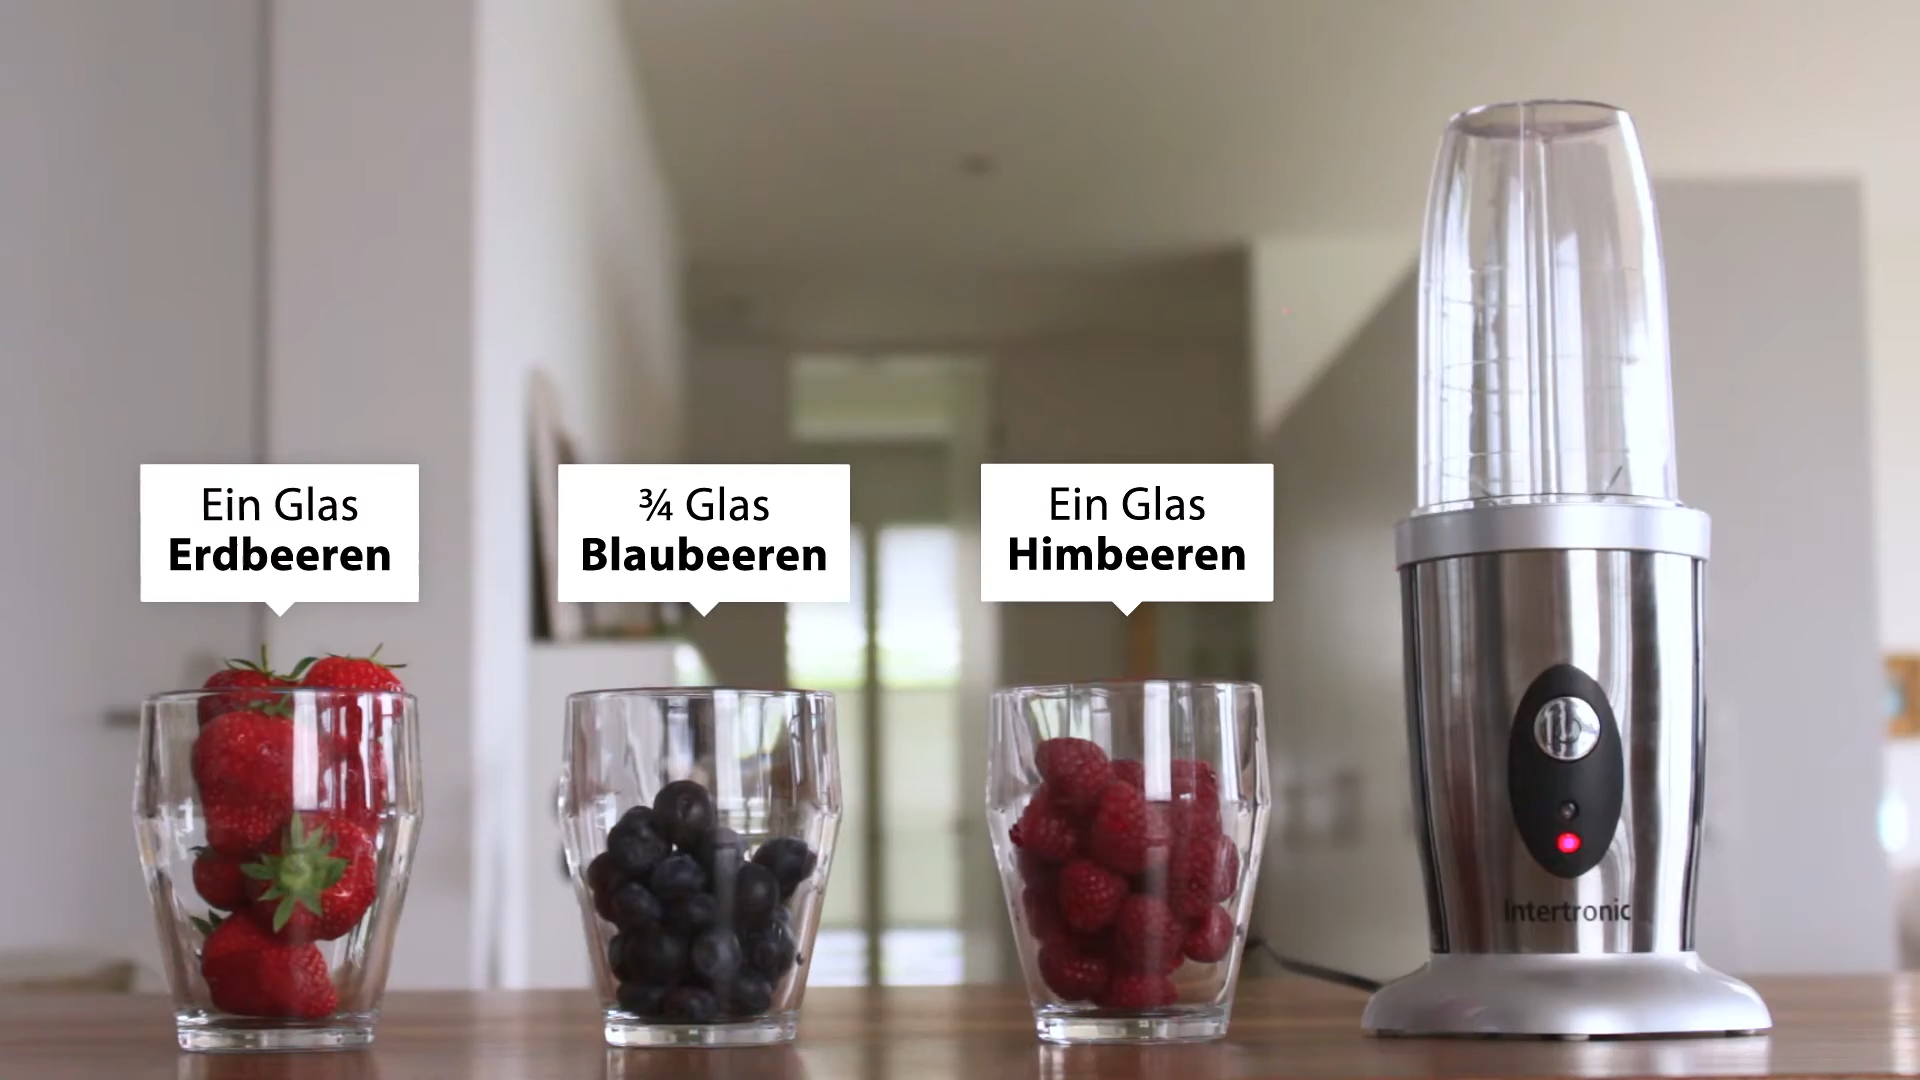 Ein Glas
Erdbeeren
¾ Glas
Blaubeeren
Ein Glas
Himbeeren
Intertronic